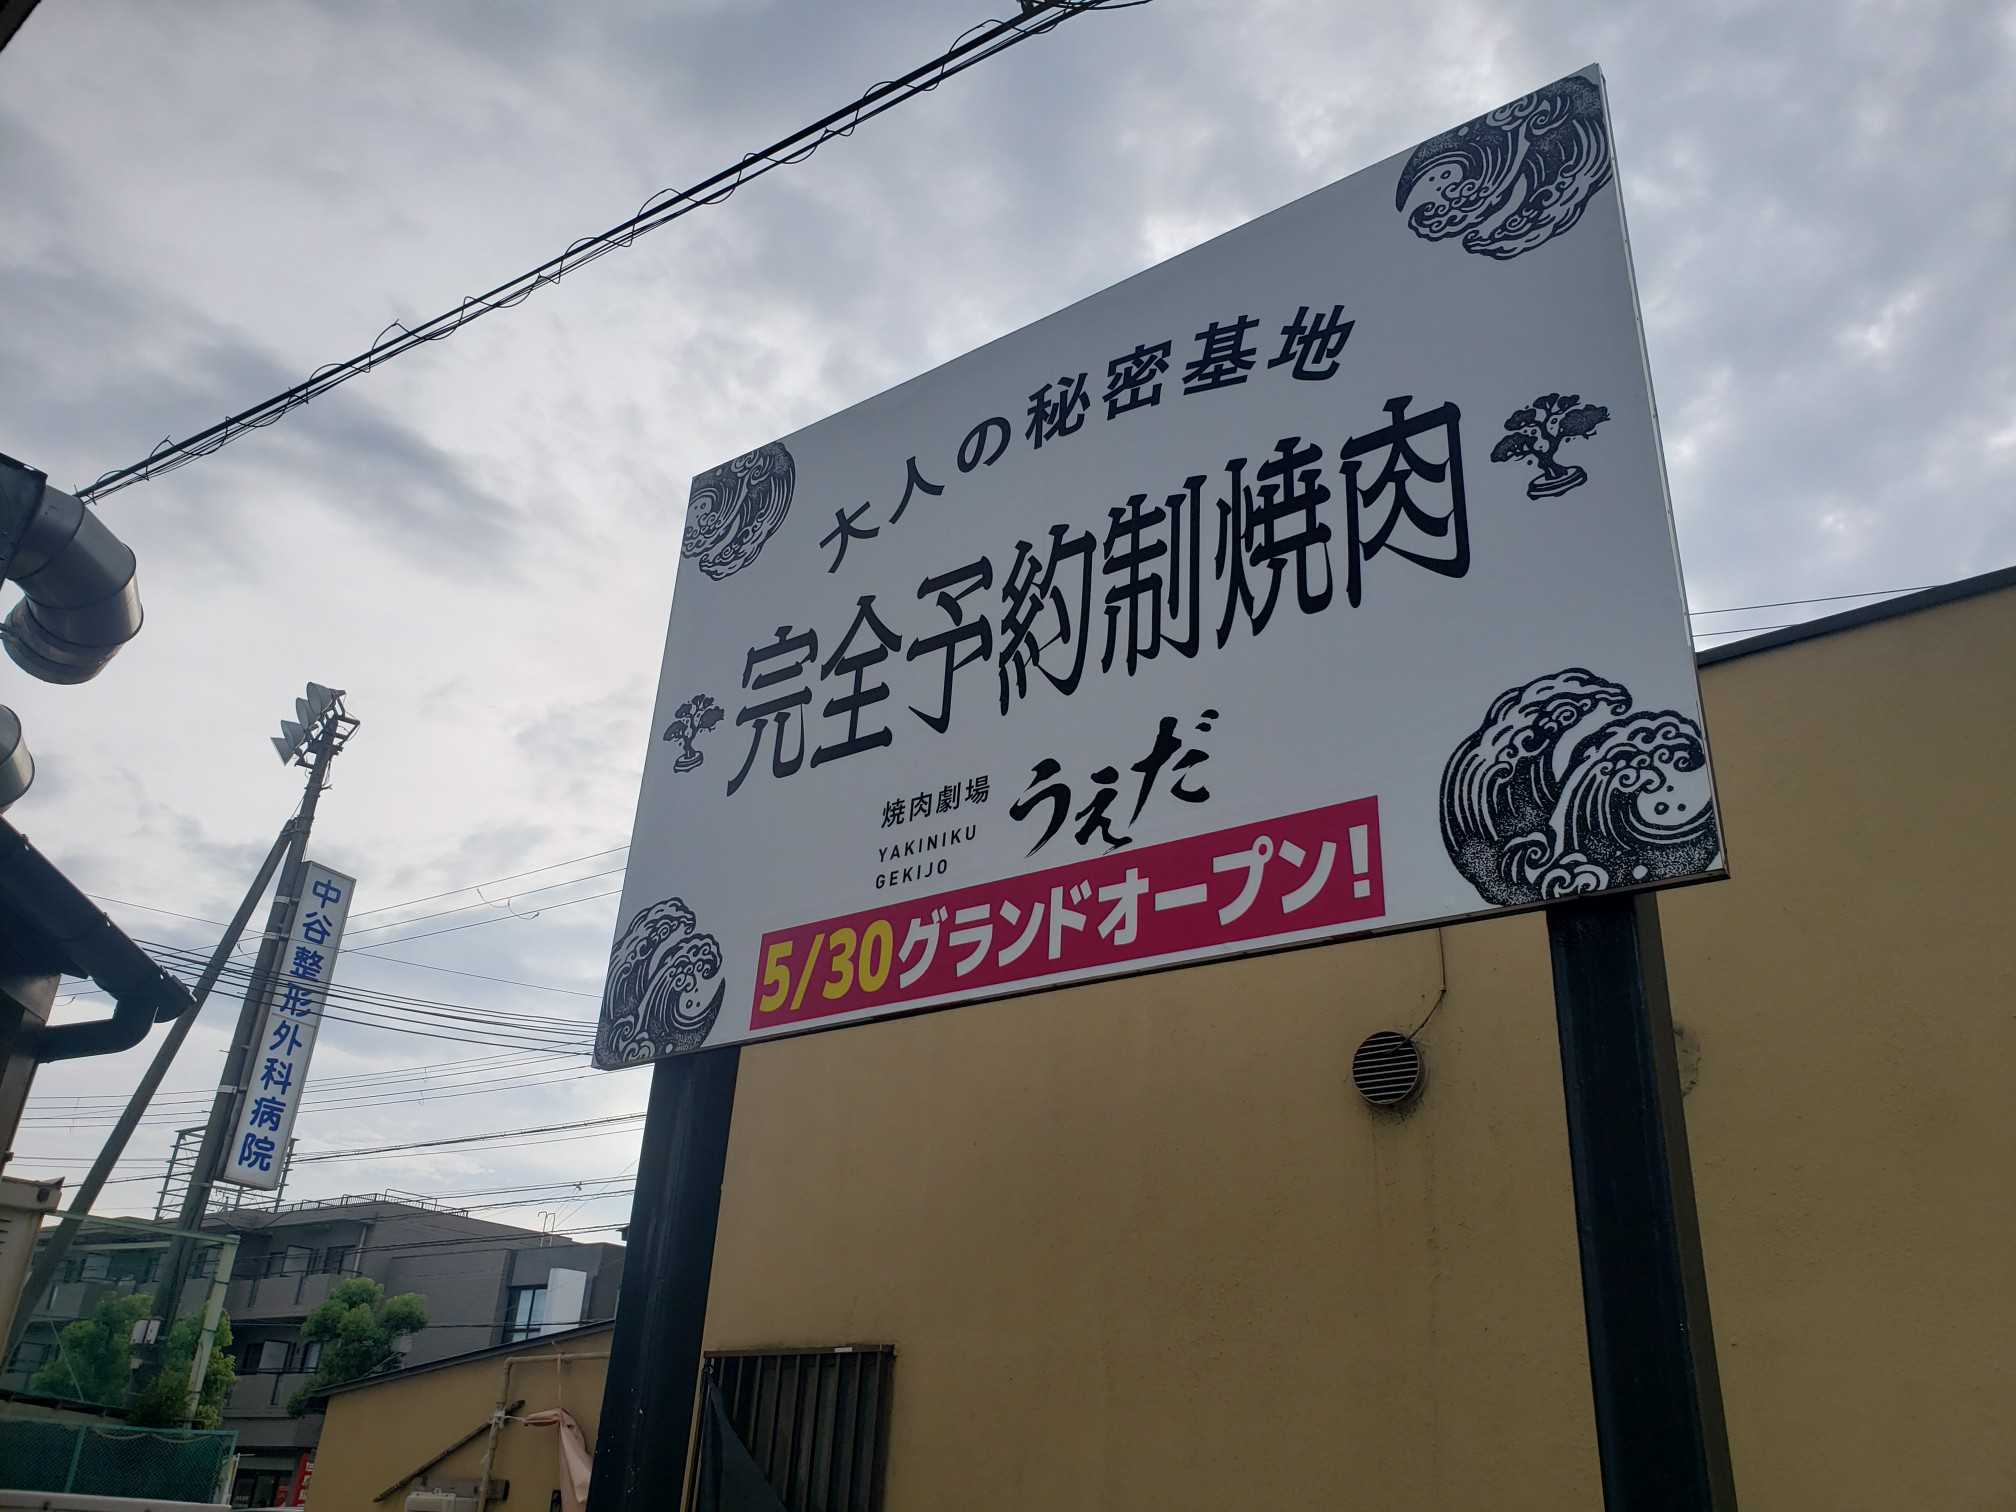 大人の秘密基地
完全予約制焼肉
焼肉劇場
YAKINIKU
GEKIJO
うえだ
5/30グランドオープン!
中谷整形外科病院